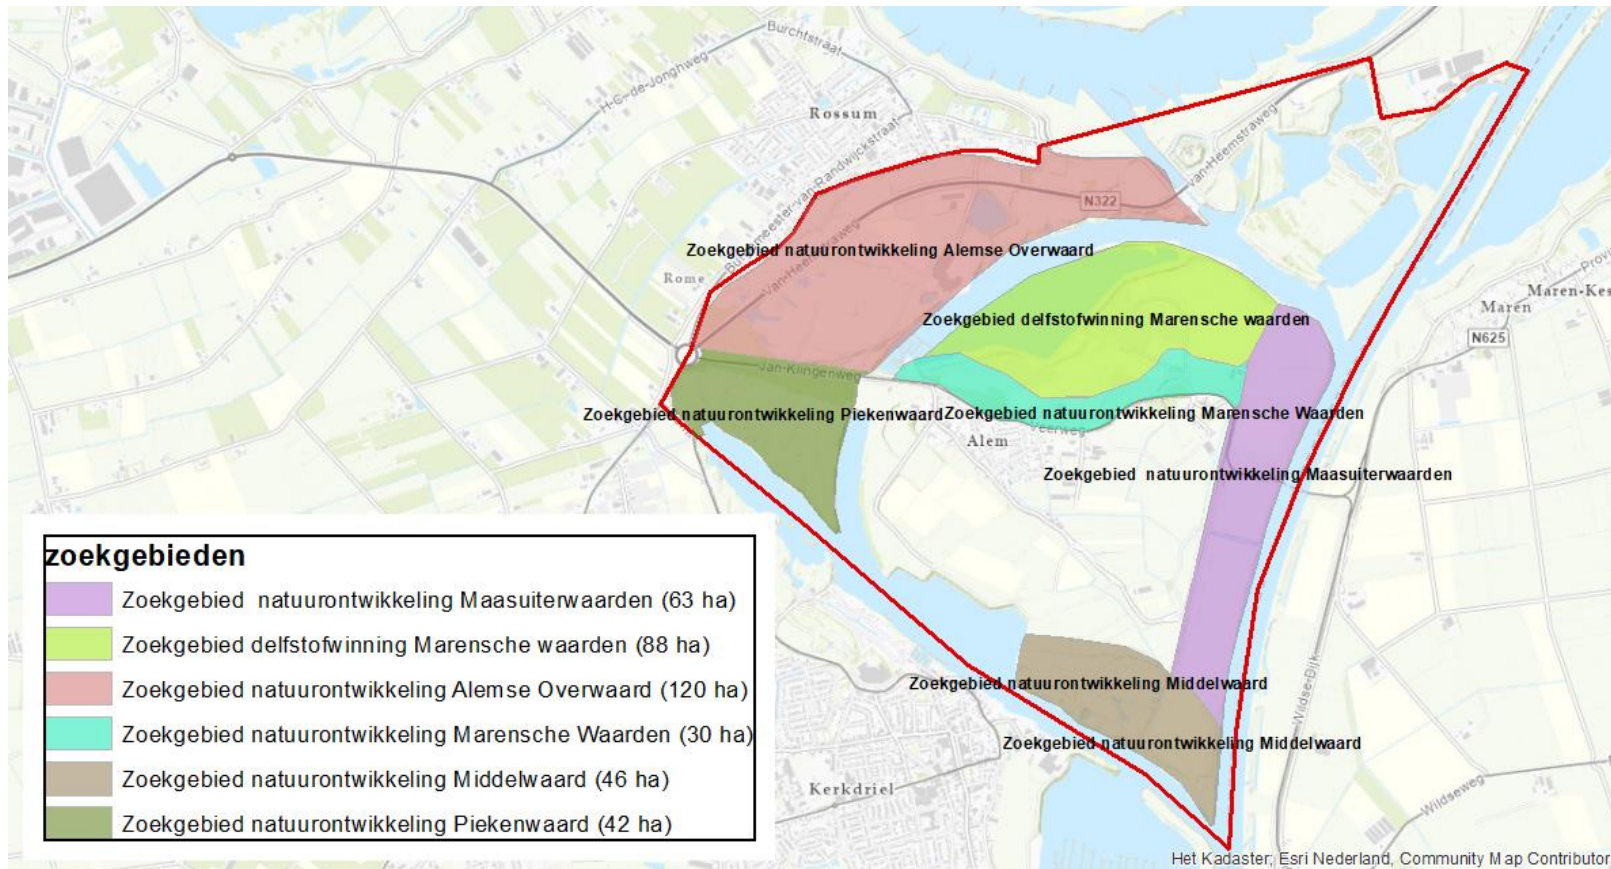 Burchtstraat
H-C-de-Jonghweg
Rossum
Burgemeester-van-Randwijckstraat
van-Heemstraweg
N322
Zoekgebied natuurontwikkeling Alemse Overwaard
Rome
Van-Heemstraweg
Maren-Kes
Maren
Provi
Zoekgebied delfstofwinning Marensche waarden
N625
Jan-Klingenweg
Zoekgebied natuurontwikkeling Piekenwaard
Zoekgebied natuurontwikkeling Marensche Waarden
Veerweg
Alem
Zoekgebied natuurontwikkeling Maasuiterwaarden
zoekgebieden
Zoekgebied natuurontwikkeling Maasuiterwaarden (63 ha)
Zoekgebied delfstofwinning Marensche waarden (88 ha)
Zoekgebied natuurontwikkeling Alemse Overwaard (120 ha)
Zoekgebied natuurontwikkeling Marensche Waarden (30 ha)
Zoekgebied natuurontwikkeling Middelwaard (46 ha)
Zoekgebied natuurontwikkeling Piekenwaard (42 ha)
Zoekgebied natuurontwikkeling Middelwaard
Wildse-Dijk
Zoekgebied natuurontwikkeling Middelwaard
Kerkdriel
Wildseweg
Het Kadaster, Esri Nederland, Community Map Contributor